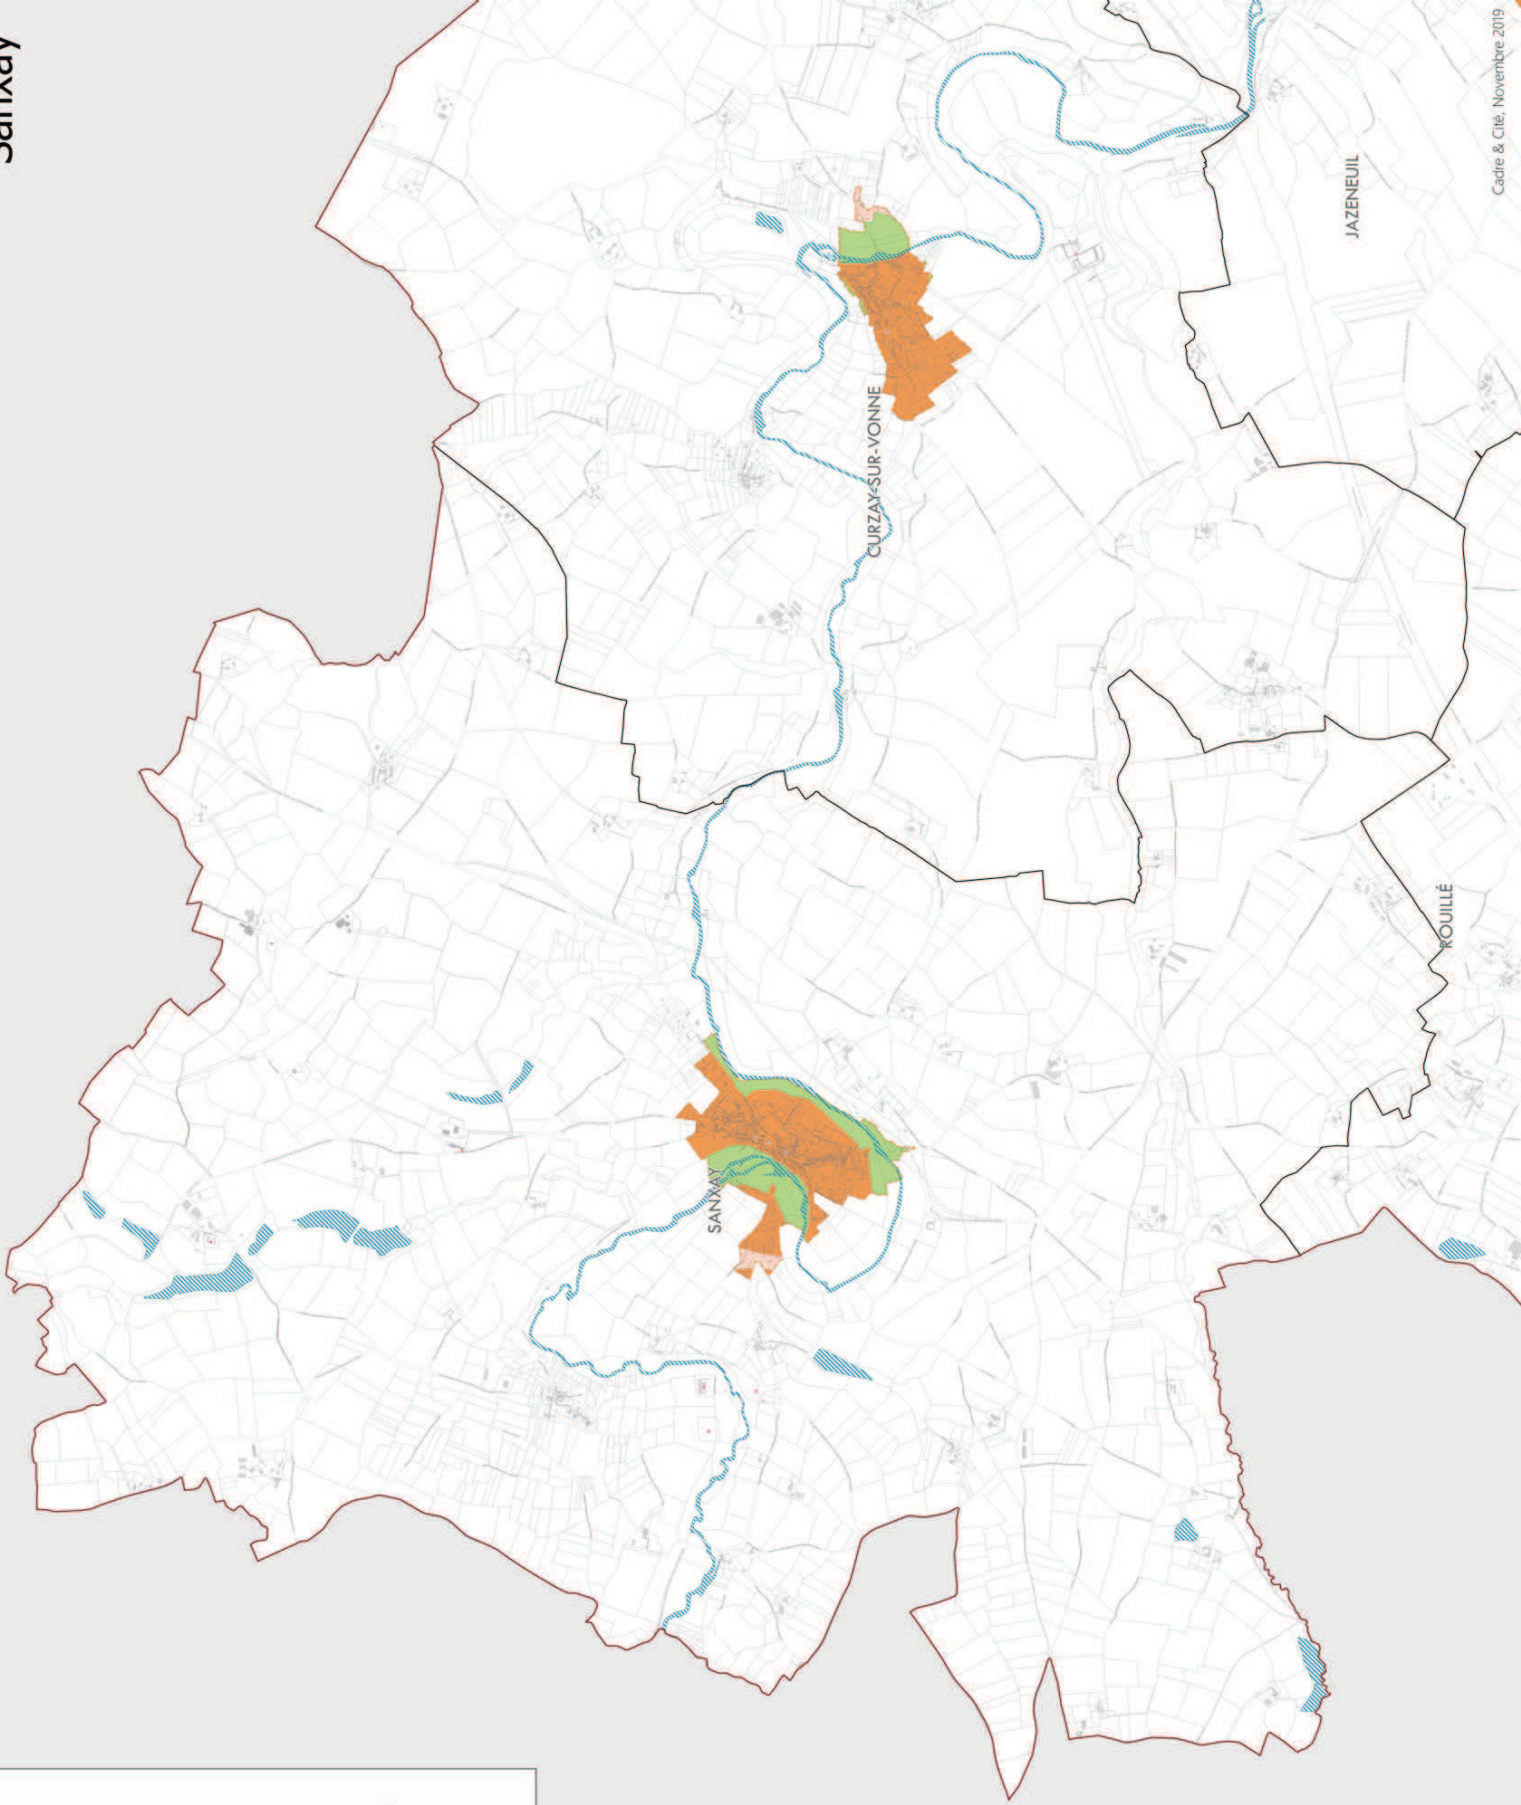 Sanxay
CURZAY-SUR-VONNE
SANXAY
JAZENEUIL
ROUILLÉ
Cadre & Cité, Novembre 2019